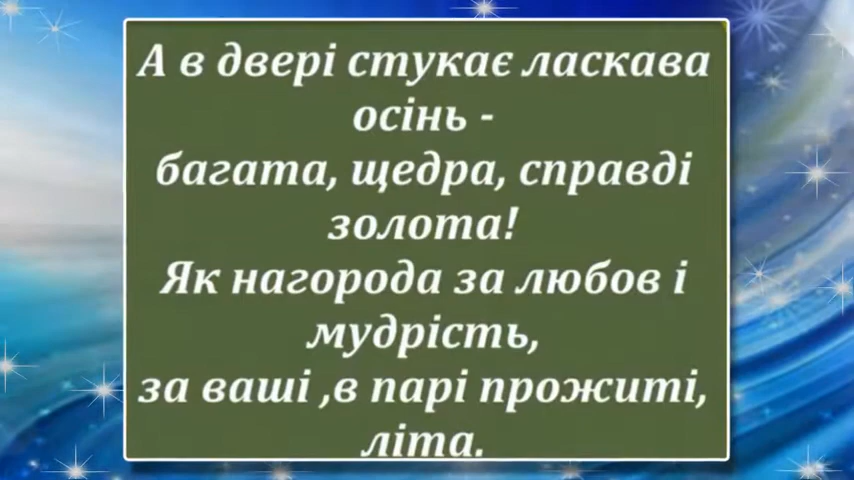 А в двері стукає ласкава
осінь -
багата, щедра, справді
золота!
Як нагорода за любов і
мудрість,
за ваші ,в парі прожиті,
літа.